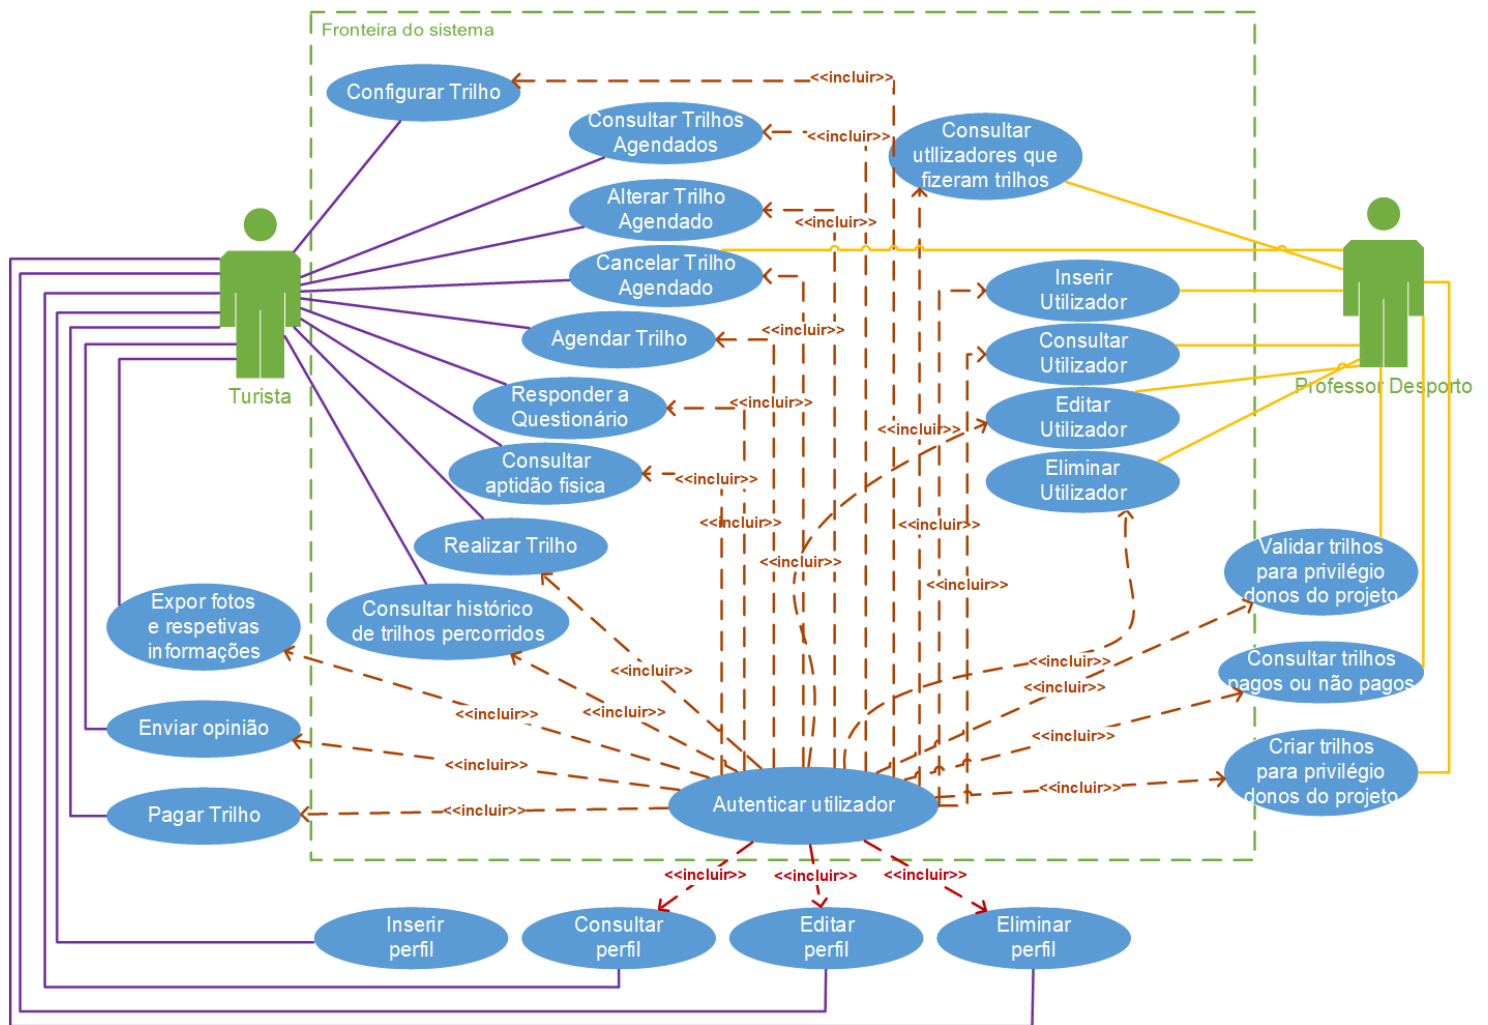 Fronteira do sistema
Configurar Trilho
<<incluir>>
Consultar Trilhos
Agendados
<<incluir>>
Consultar
utllizadores que
fizeram trilhos
Alterar Trilho
Agendado
<<incluir>>
Cancelar Trilho
Agendado
Inserir
Utilizador
Agendar Trilho
<<incluir>>
Consultar
Utilizador
Turista
Professor Desporto
Responder a
Questionário
<<incluir>>
Editar
Utilizador
<<incluir>>
Consultar
aptidão fisica
<<incluir>>
Eliminar
Utilizador
<<incluir>>
<<incluir>>
Realizar Trilho
<<incluir>>
Validar trilhos
para privilégio
donos do projeto
<<incluir>>
Expor fotos
e respetivas
informações
Consultar histórico
de trilhos percorridos
<<incluir>>
<<incluir>>
<<incluir>>
Consultar trilhos
pagos ou não pagos
<<incluir>>
<<incluir>>
Enviar opinião
<<incluir>>
<<incluir>>
Criar trilhos
para privilégio
donos do projeto
<<incluir>>
Pagar Trilho
<<incluir>>
Autenticar utilizador
<<incluir>>
<<incluir>>
<<incluir>>
Inserir
perfil
Consultar
perfil
Editar
perfil
Eliminar
perfil